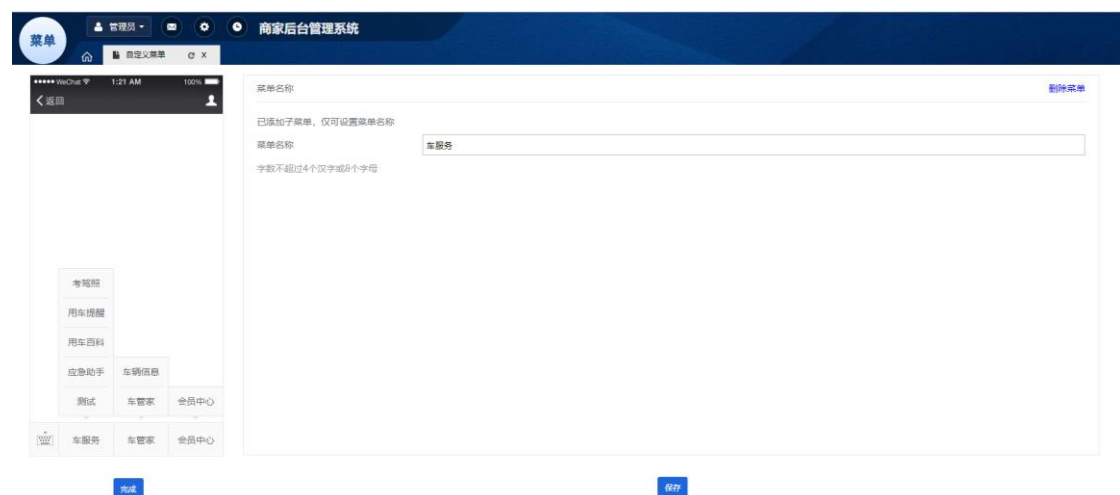 菜单
管理员
商家后台管理系统
自定义菜单
X
WeChat
1:21 AM
100%
返回
考驾照
用车提醒
用车百科
应急助手
车辆信息
测试
车管家
会员中心
车服务
车管家
会员中心
完成
菜单名称
删除菜单
已添加子菜单，仅可设置菜单名称
菜单名称
车服务
字数不超过4个汉字或8个字母
保存